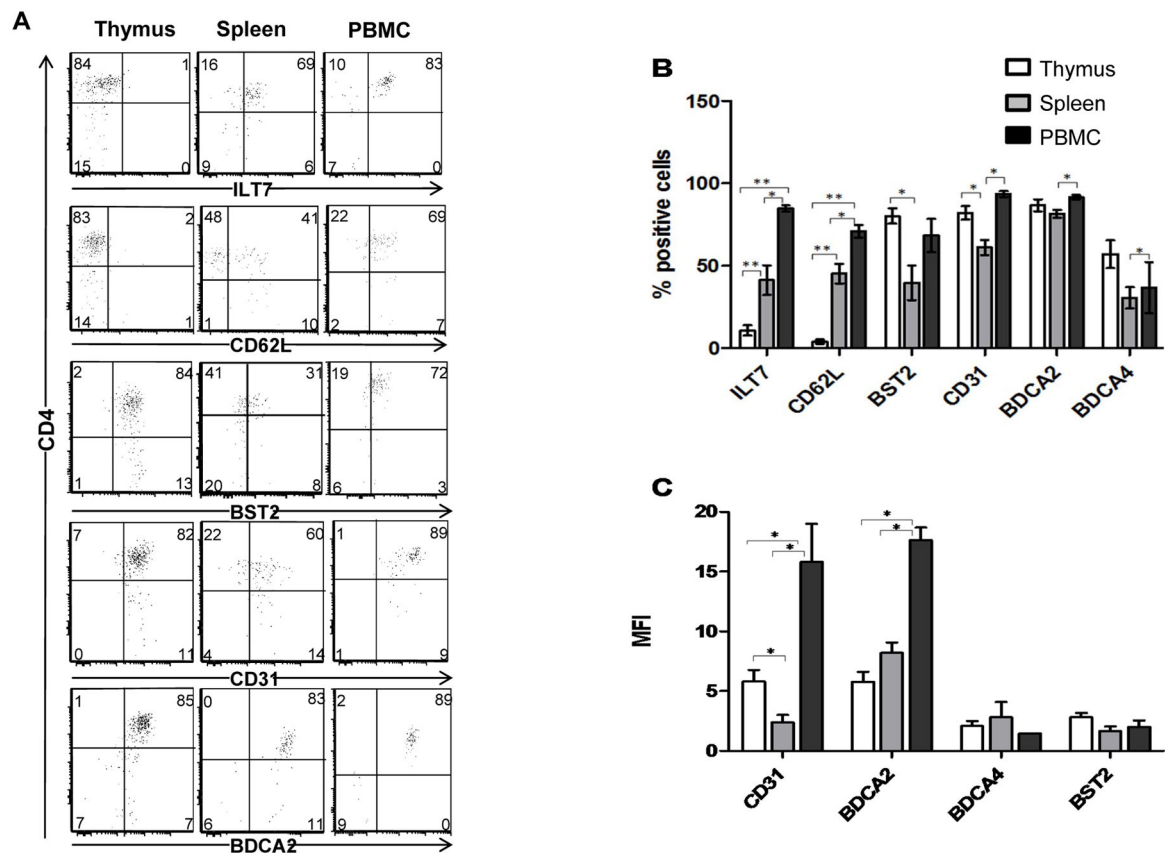 A
Thymus Spleen PBMC
84 1 16 69 10 83
15 0 9 6 7 0
ILT7
83 2 48 41 22 69
14 1 1 10 2 7
CD62L
2 84 41 31 19 72
1 13 20 8 6 3
BST2
7 82 22 60 1 89
0 11 4 14 1 9
CD31
1 85 0 83 2 89
7 7 6 11 9 0
BDCA2
CD4
B
Thymus
Spleen
PBMC
% positive cells
150
100
50
0
** * **
** * **
*
* *
*
*
ILT7 CD62L BST2 CD31 BDCA2 BDCA4
C
MFI
20
15
10
5
0
* * *
* *
CD31 BDCA2 BDCA4 BST2